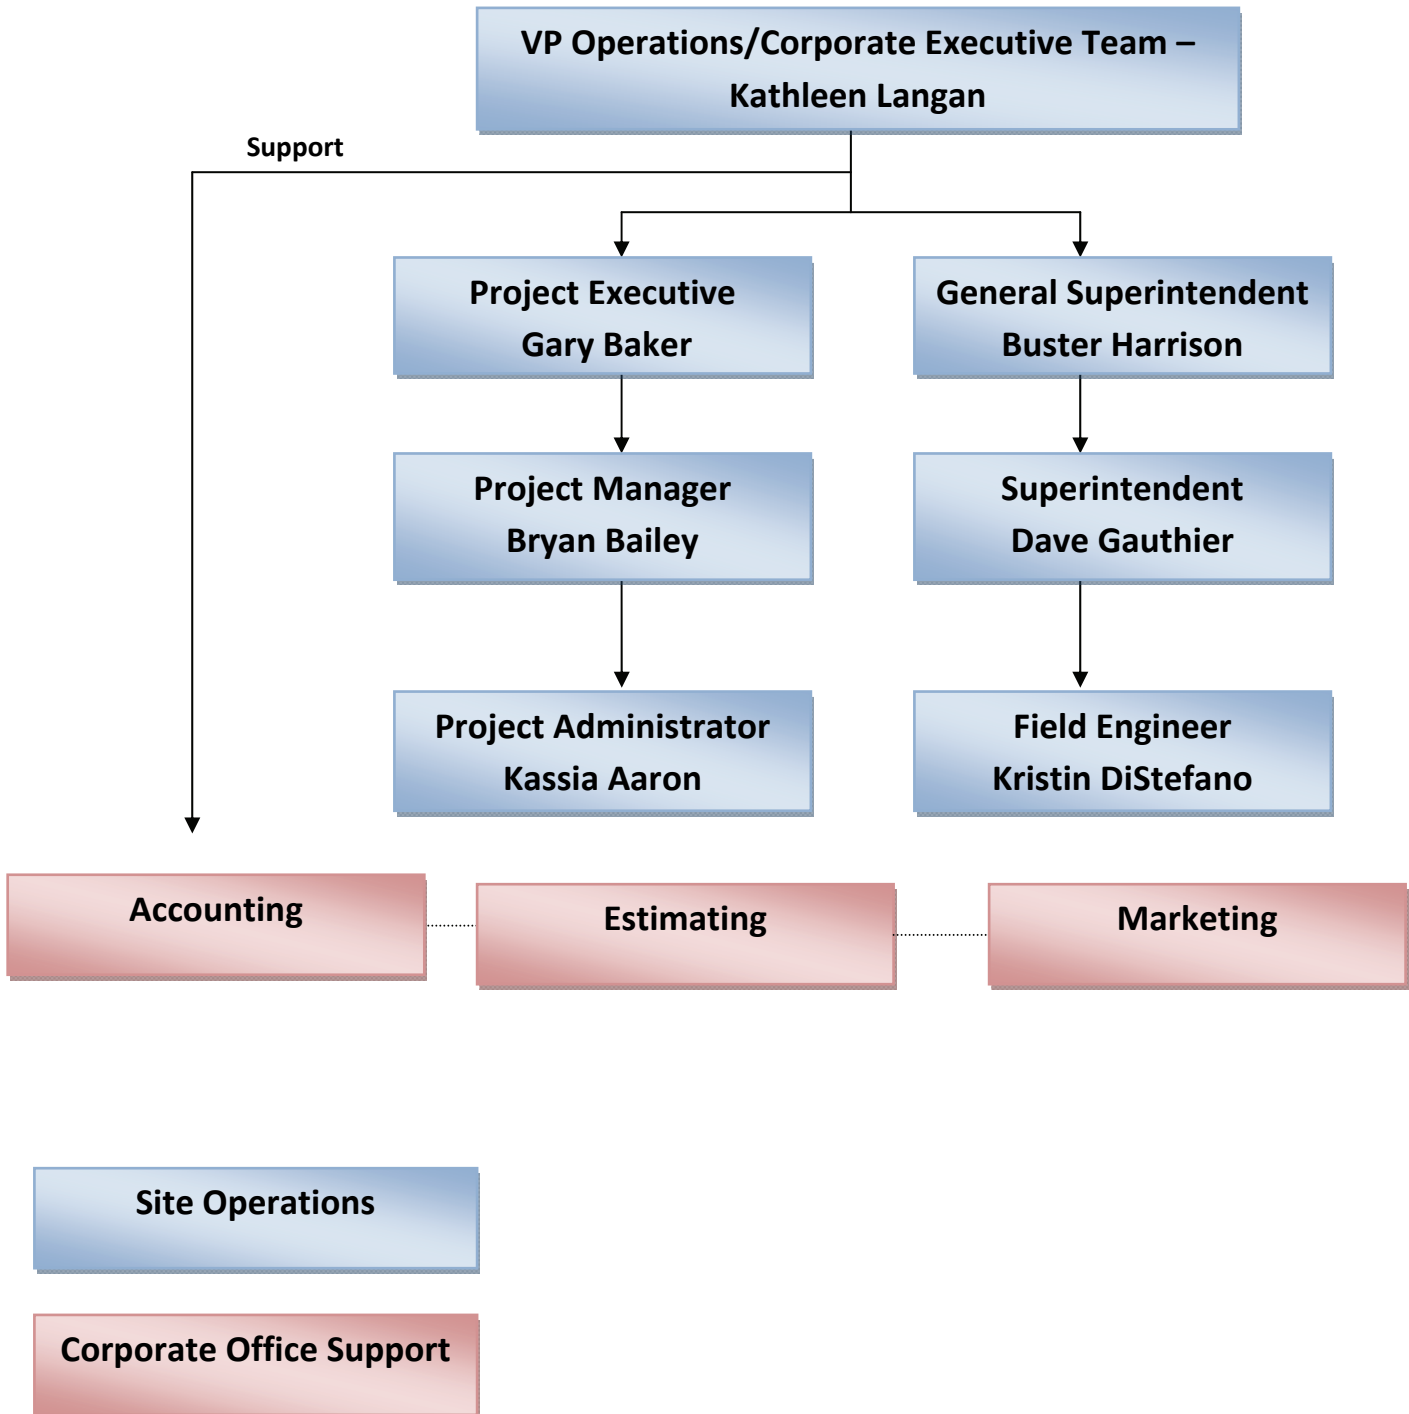 VP Operations/Corporate Executive Team –
Kathleen Langan
Support
Project Executive
Gary Baker
General Superintendent
Buster Harrison
Project Manager
Bryan Bailey
Superintendent
Dave Gauthier
Project Administrator
Kassia Aaron
Field Engineer
Kristin DiStefano
Accounting
Estimating
Marketing
Site Operations
Corporate Office Support